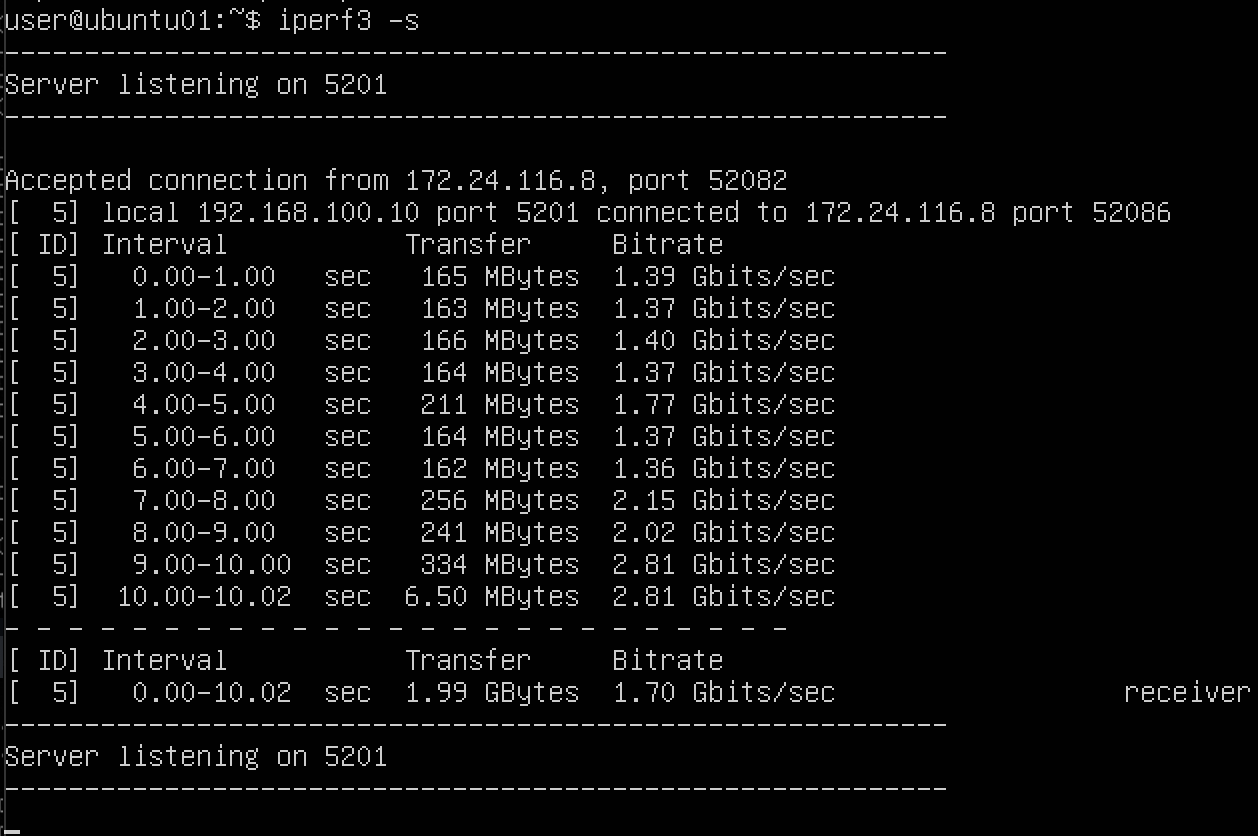 user@ubuntu01:~$ iperf3 -s
-----------------------------------------------------------
Server listening on 5201
-----------------------------------------------------------
Accepted connection from 172.24.116.8, port 52082
[  5] local 192.168.100.10 port 5201 connected to 172.24.116.8 port 52086
[ ID] Interval           Transfer     Bitrate
[  5]   0.00-1.00   sec   165 MBytes  1.39 Gbits/sec
[  5]   1.00-2.00   sec   163 MBytes  1.37 Gbits/sec
[  5]   2.00-3.00   sec   166 MBytes  1.40 Gbits/sec
[  5]   3.00-4.00   sec   164 MBytes  1.37 Gbits/sec
[  5]   4.00-5.00   sec   211 MBytes  1.77 Gbits/sec
[  5]   5.00-6.00   sec   164 MBytes  1.37 Gbits/sec
[  5]   6.00-7.00   sec   162 MBytes  1.36 Gbits/sec
[  5]   7.00-8.00   sec   256 MBytes  2.15 Gbits/sec
[  5]   8.00-9.00   sec   241 MBytes  2.02 Gbits/sec
[  5]   9.00-10.00  sec   334 MBytes  2.81 Gbits/sec
[  5]  10.00-10.02  sec  6.50 MBytes  2.81 Gbits/sec
- - - - - - - - - - - - - - - - - - - - - - - - -
[ ID] Interval           Transfer     Bitrate
[  5]   0.00-10.02  sec  1.99 GBytes  1.70 Gbits/sec                  receiver
-----------------------------------------------------------
Server listening on 5201
-----------------------------------------------------------